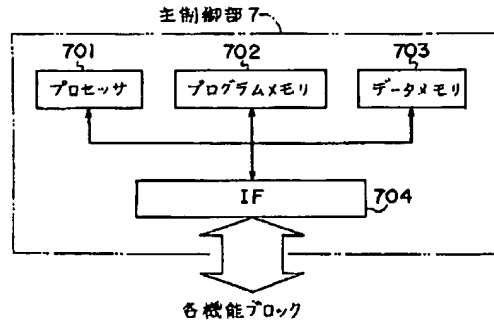 主制御部7
701
702
703
プロセッサ
プログラムメモリ
データメモリ
IF
704
各機能ブロック